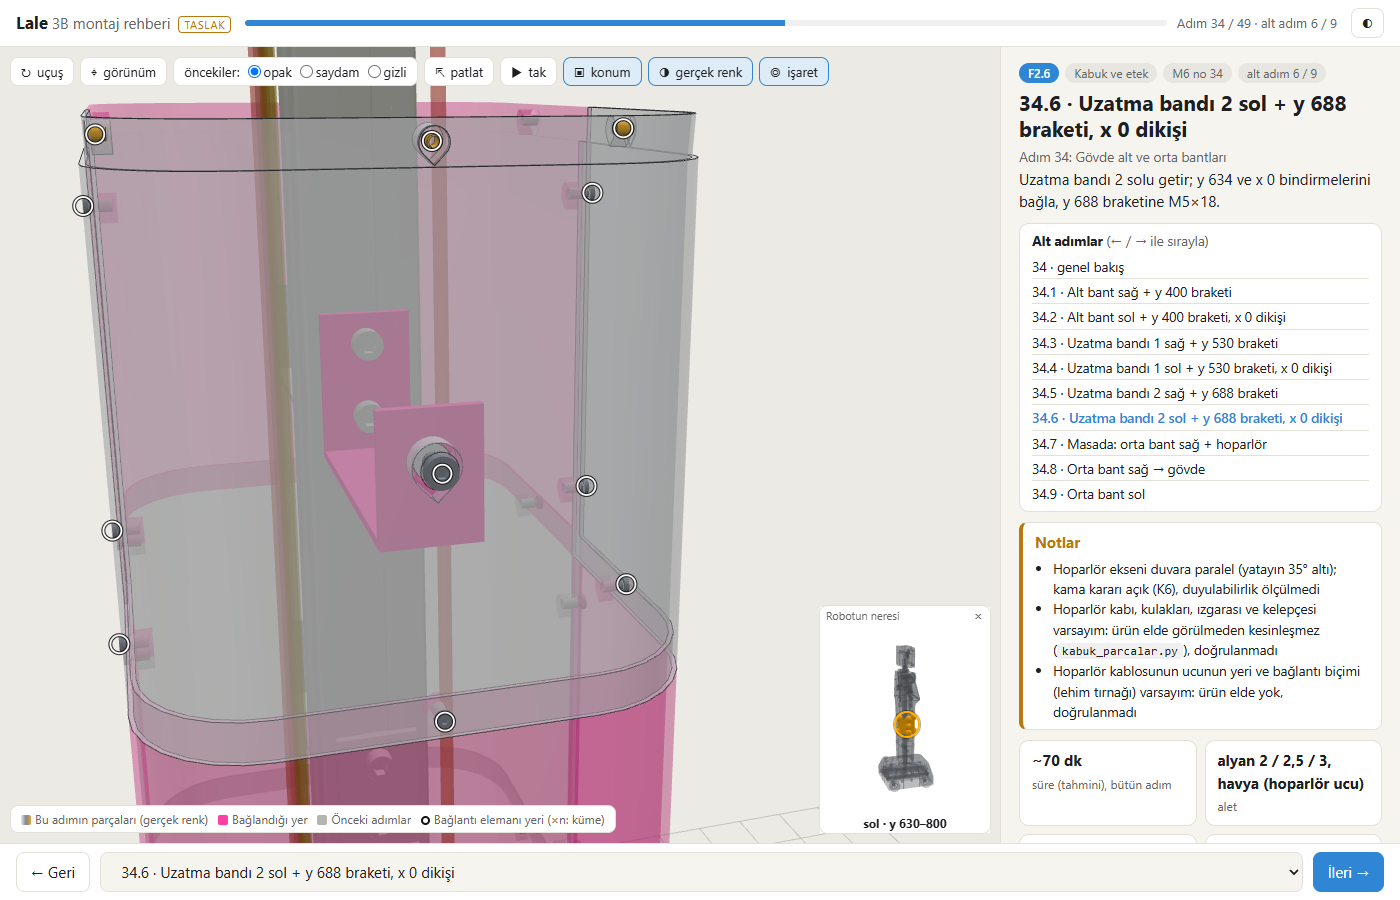 Lale 3B montaj rehberi TASLAK
Adım 34 / 49 · alt adım 6 / 9
↻ uçuş
⌖ görünüm
öncekiler: opak saydam gizli
⇱ patlat
▶ tak
▣ konum
◑ gerçek renk
◎ işaret
F2.6 Kabuk ve etek M6 no 34 alt adım 6 / 9
34.6 · Uzatma bandı 2 sol + y 688
braketi, x 0 dikişi
Adım 34: Gövde alt ve orta bantları
Uzatma bandı 2 solu getir; y 634 ve x 0 bindirmelerini
bağla, y 688 braketine M5×18.
Alt adımlar (← / → ile sırayla)
34 · genel bakış
34.1 · Alt bant sağ + y 400 braketi
34.2 · Alt bant sol + y 400 braketi, x 0 dikişi
34.3 · Uzatma bandı 1 sağ + y 530 braketi
34.4 · Uzatma bandı 1 sol + y 530 braketi, x 0 dikişi
34.5 · Uzatma bandı 2 sağ + y 688 braketi
34.6 · Uzatma bandı 2 sol + y 688 braketi, x 0 dikişi
34.7 · Masada: orta bant sağ + hoparlör
34.8 · Orta bant sağ → gövde
34.9 · Orta bant sol
Notlar
• Hoparlör ekseni duvara paralel (yatayın 35° altı);
kama kararı açık (K6), duyulabilirlik ölçülmedi
• Hoparlör kabı, kulakları, ızgarası ve kelepçesi
varsayım: ürün elde görülmeden kesinleşmez
( kabuk_parcalar.py ), doğrulanmadı
• Hoparlör kablosunun ucunun yeri ve bağlantı biçimi
(lehim tırnağı) varsayım: ürün elde yok,
doğrulanmadı
~70 dk
süre (tahmini), bütün adım
alyan 2 / 2,5 / 3,
havya (hoparlör ucu)
alet
Robotun neresi ×
sol · y 630–800
Bu adımın parçaları (gerçek renk) Bağlandığı yer Önceki adımlar Bağlantı elemanı yeri (×n: küme)
← Geri
34.6 · Uzatma bandı 2 sol + y 688 braketi, x 0 dikişi
İleri →